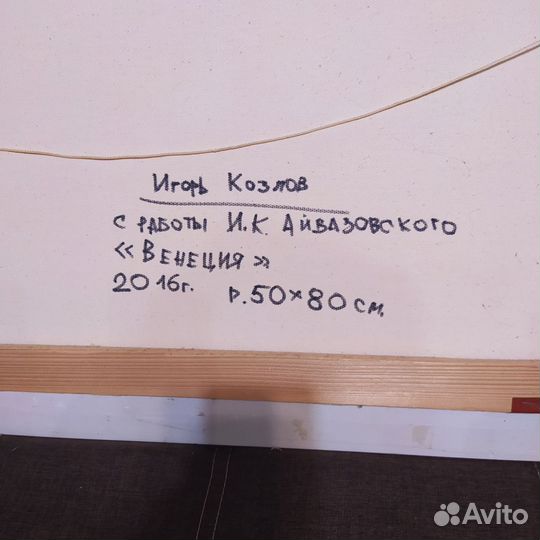 Игорь Козлов
с работы И.К. Айвазовского
« Венеция »
2016г. р.50×80 см.
Avito